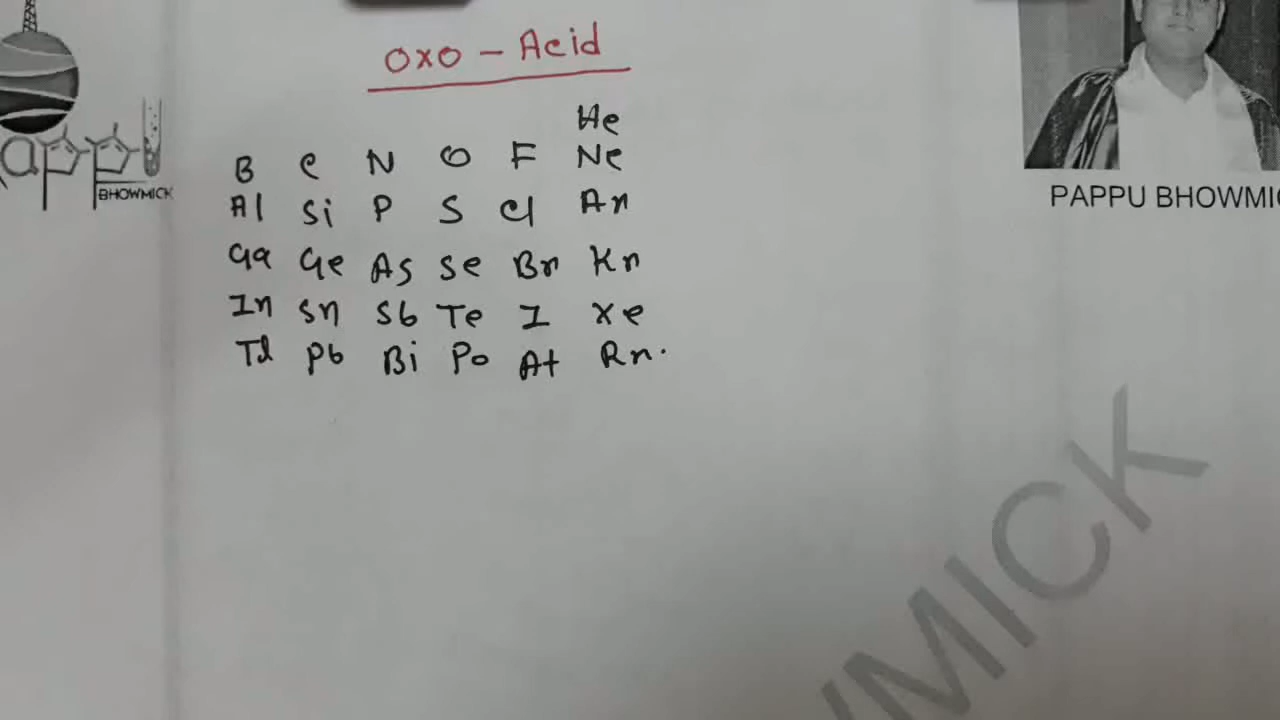 OXO - Acid
He
B C N O F Ne
Al Si P S Cl Ar
Ga Ge As Se Br Kr
In Sn Sb Te I Xe
Tl Pb Bi Po At Rn.
BHOWMICK
PAPPU BHOWMIC
WMICK